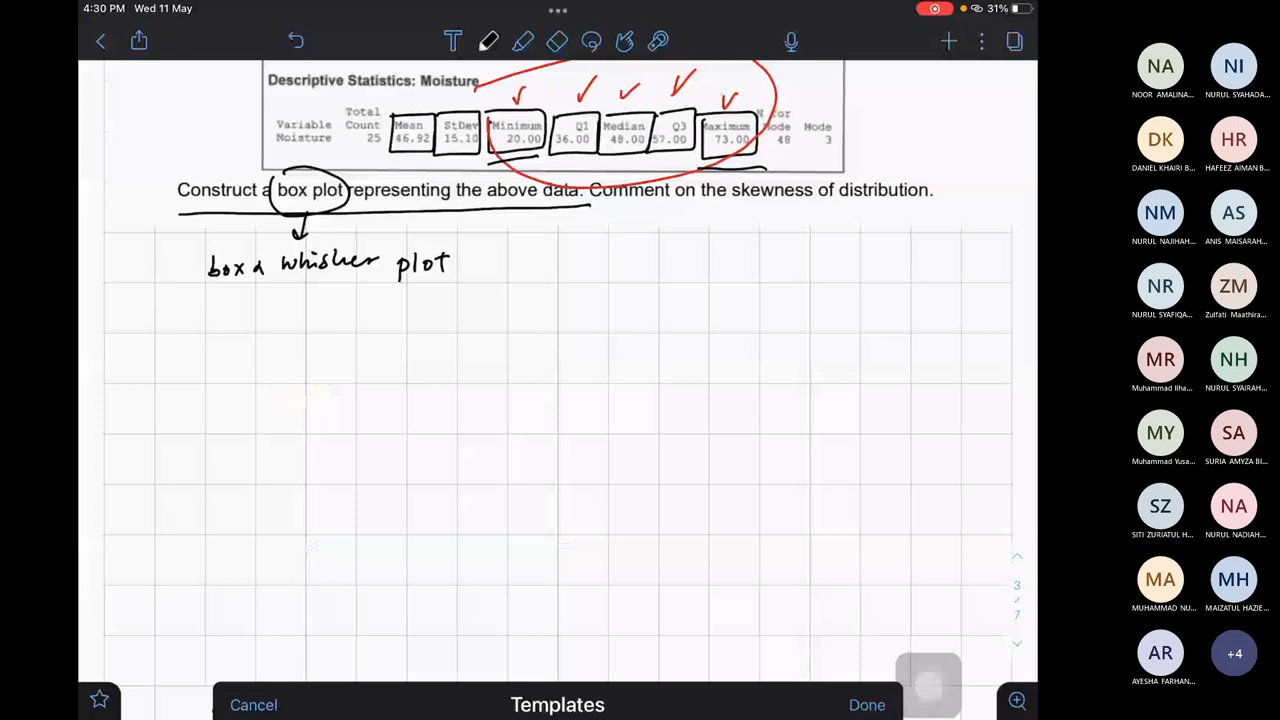 4:30 PM Wed 11 May
31%
Descriptive Statistics: Moisture
Total N for
Variable Count Mean StDev Minimum Q1 Median Q3 Maximum Mode Mode
Moisture 25 46.92 15.10 20.00 36.00 48.00 57.00 73.00 48 3
Construct a box plot representing the above data. Comment on the skewness of distribution.
box & whisker plot
3
7
Cancel Templates Done
NA NI
NOOR AMALINA... NURUL SYAHADA...
DK HR
DANIEL KHAIRI B... HAFEEZ AIMAN B...
NM AS
NURUL NAJIHAH... ANIS MAISARAH...
NR ZM
NURUL SYAFIQA... Zulfati Maathira...
MR NH
Muhammad Ilha... NURUL SYAIRAH...
MY SA
Muhammad Yusa... SURIA AMYZA BI...
SZ NA
SITI ZURIATUL H... NURUL NADIAH...
MA MH
MUHAMMAD NU... MAIZATUL HAZIE...
AR +4
AYESHA FARHAN...